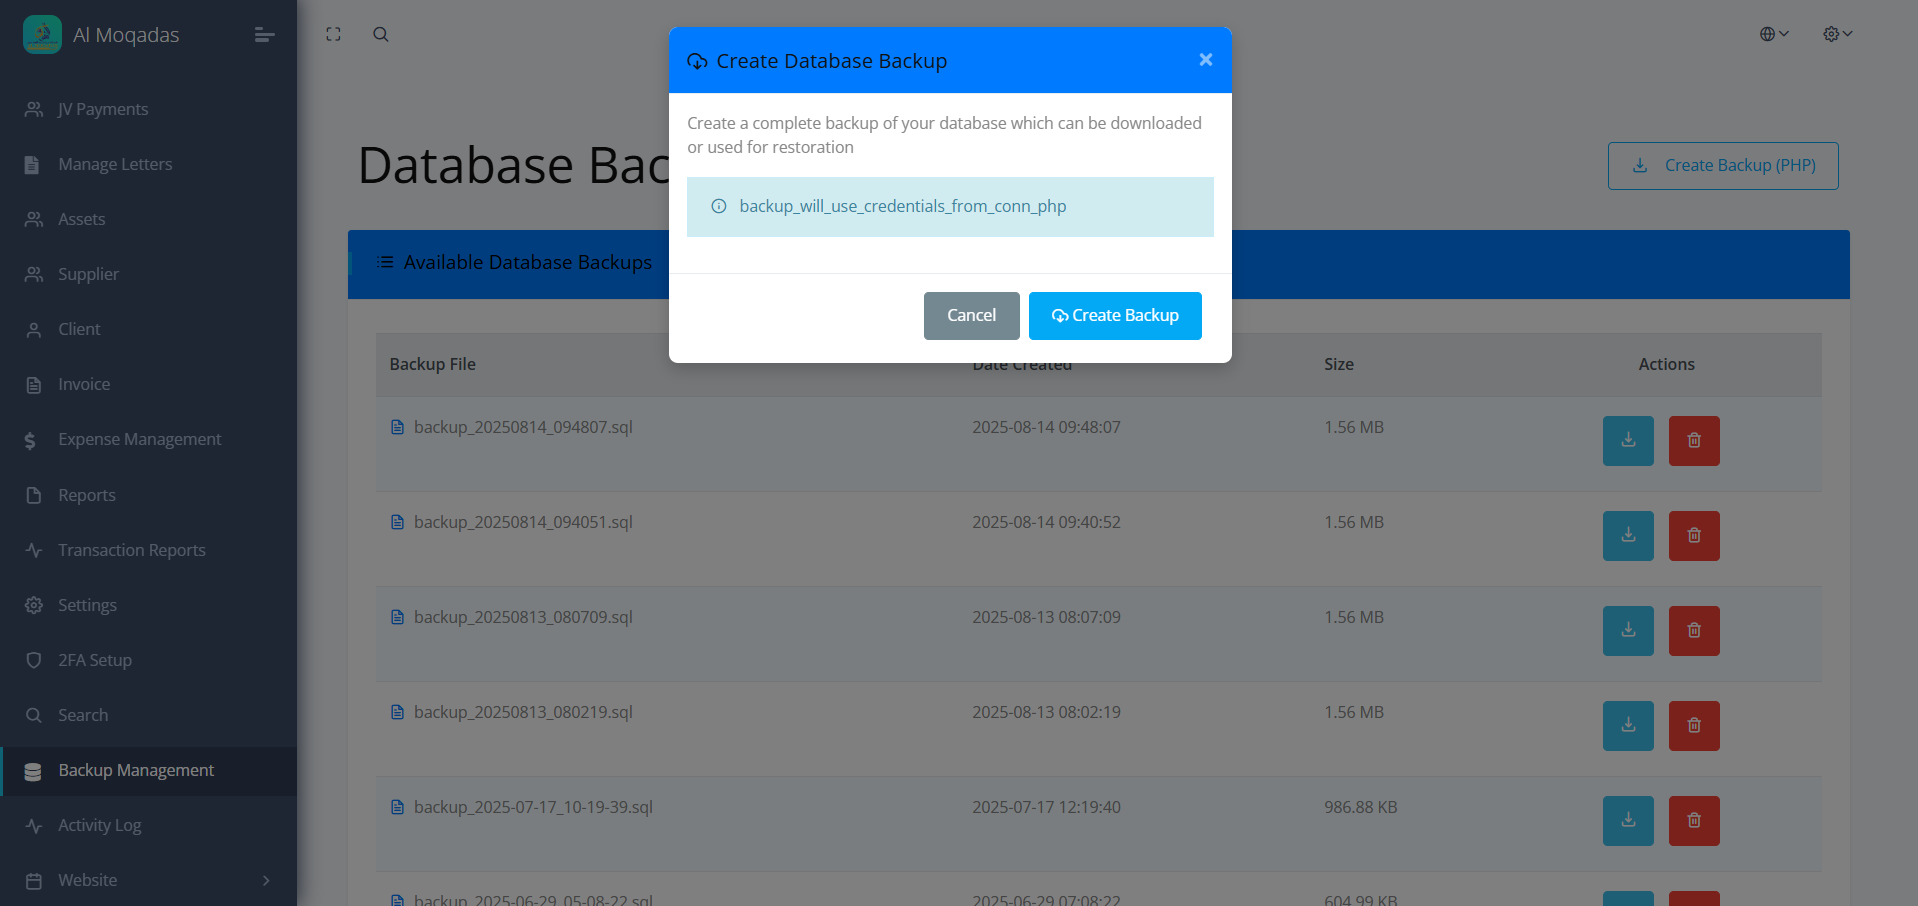 Al Moqadas
JV Payments
Manage Letters
Assets
Supplier
Client
Invoice
Expense Management
Reports
Transaction Reports
Settings
2FA Setup
Search
Backup Management
Activity Log
Website
Database Bac
Create Backup (PHP)
Create Database Backup
×
Create a complete backup of your database which can be downloaded
or used for restoration
backup_will_use_credentials_from_conn_php
Cancel
Create Backup
Available Database Backups
Backup File Date Created Size Actions
backup_20250814_094807.sql 2025-08-14 09:48:07 1.56 MB
backup_20250814_094051.sql 2025-08-14 09:40:52 1.56 MB
backup_20250813_080709.sql 2025-08-13 08:07:09 1.56 MB
backup_20250813_080219.sql 2025-08-13 08:02:19 1.56 MB
backup_2025-07-17_10-19-39.sql 2025-07-17 12:19:40 986.88 KB
backup_2025-06-29_05-08-22.sql 2025-06-29 07:08:22 604.99 KB